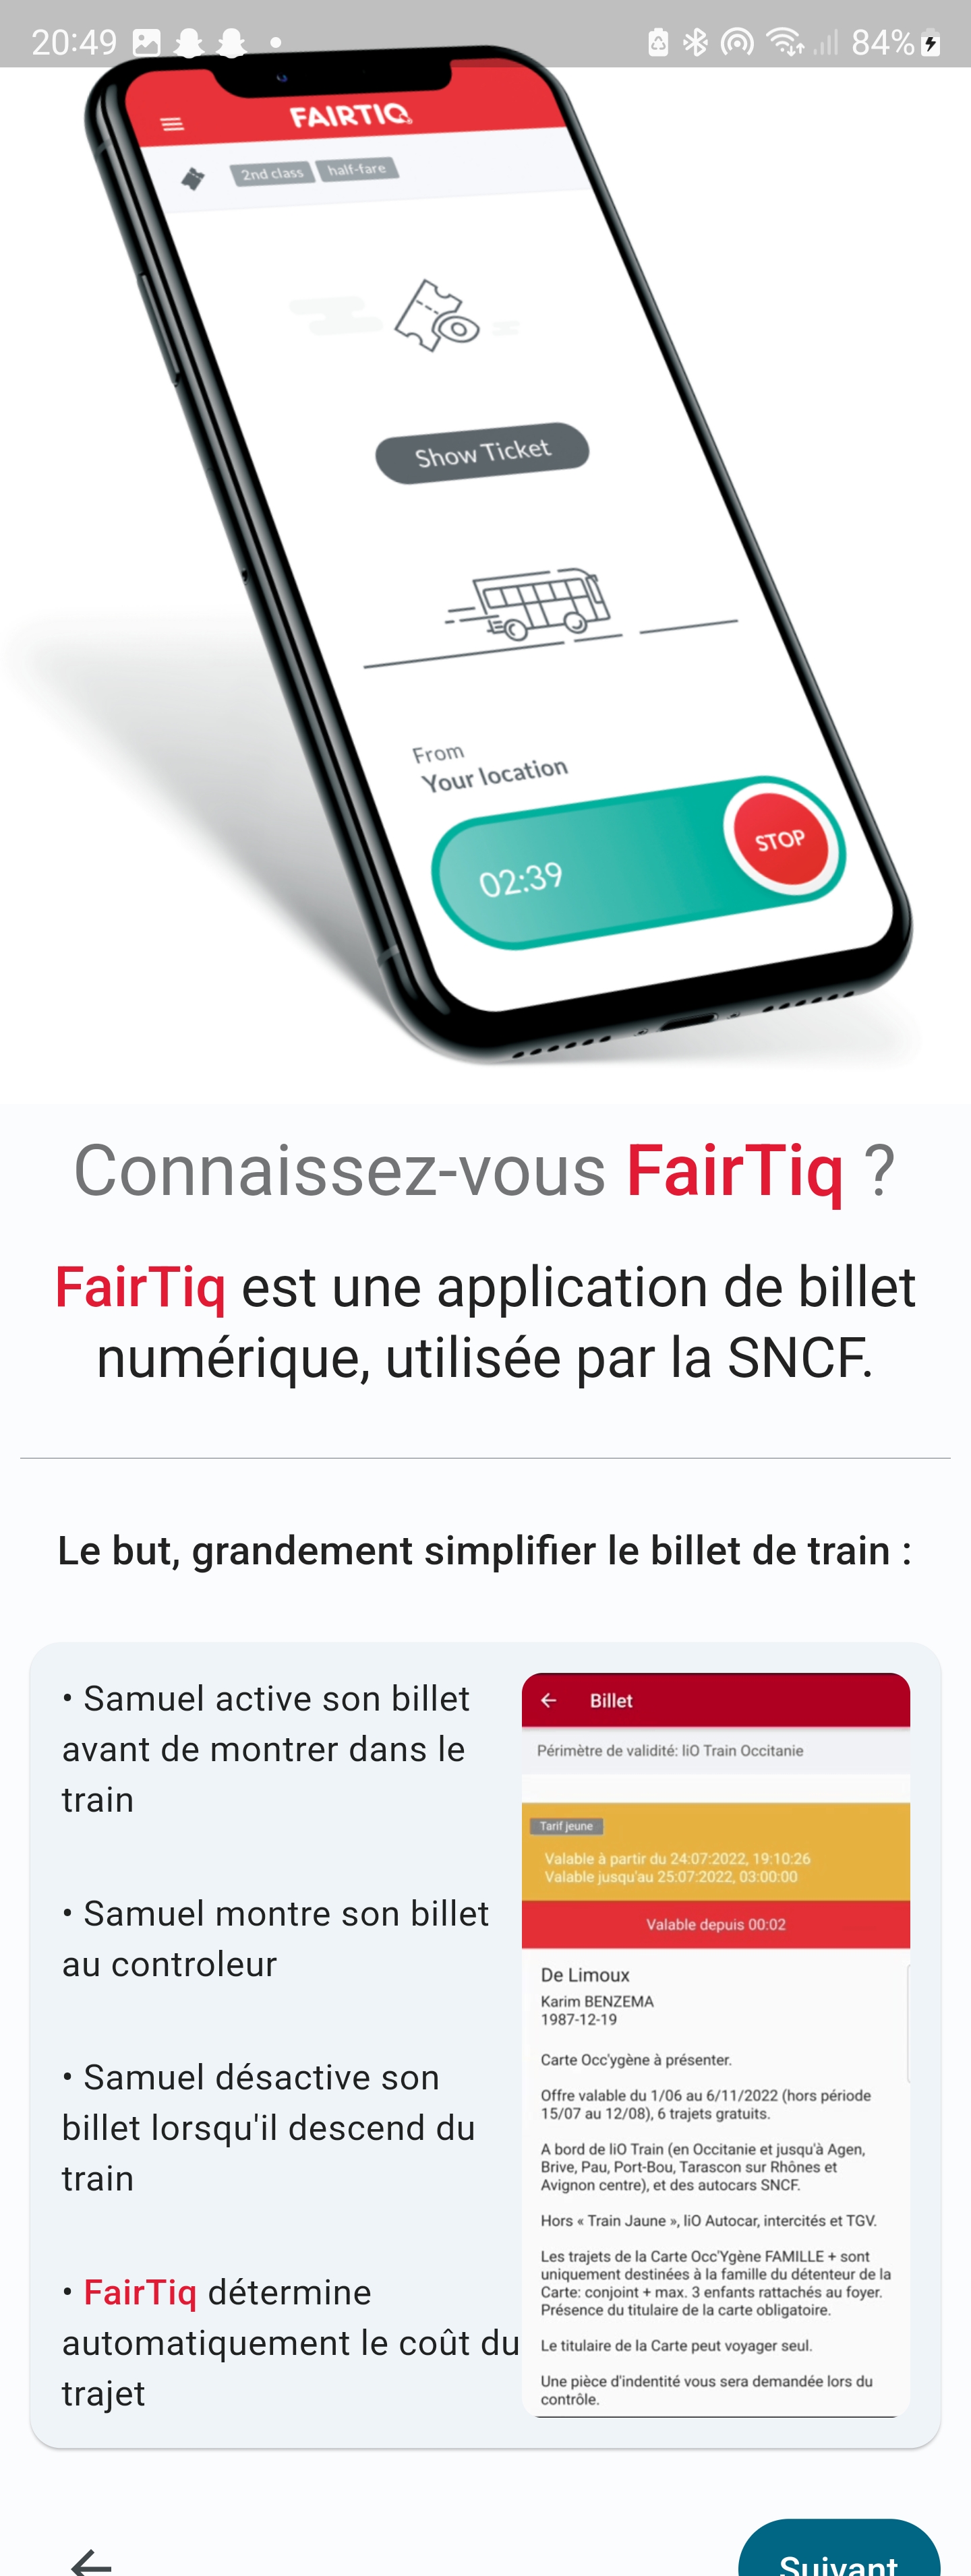 20:49
84%
FAIRTIQ
2nd class half-fare
Show Ticket
From
Your location
02:39
STOP
Connaissez-vous FairTiq ?
FairTiq est une application de billet
numérique, utilisée par la SNCF.
Le but, grandement simplifier le billet de train :
• Samuel active son billet
avant de montrer dans le
train
• Samuel montre son billet
au controleur
• Samuel désactive son
billet lorsqu'il descend du
train
• FairTiq détermine
automatiquement le coût du
trajet
Billet
Périmètre de validité: liO Train Occitanie
Tarif jeune
Valable à partir du 24:07:2022, 19:10:26
Valable jusqu'au 25:07:2022, 03:00:00
Valable depuis 00:02
De Limoux
Karim BENZEMA
1987-12-19
Carte Occ'ygène à présenter.
Offre valable du 1/06 au 6/11/2022 (hors période
15/07 au 12/08), 6 trajets gratuits.
A bord de liO Train (en Occitanie et jusqu'à Agen,
Brive, Pau, Port-Bou, Tarascon sur Rhônes et
Avignon centre), et des autocars SNCF.
Hors « Train Jaune », liO Autocar, intercités et TGV.
Les trajets de la Carte Occ'Ygène FAMILLE + sont
uniquement destinées à la famille du détenteur de la
Carte: conjoint + max. 3 enfants rattachés au foyer.
Présence du titulaire de la carte obligatoire.
Le titulaire de la Carte peut voyager seul.
Une pièce d'indentité vous sera demandée lors du
contrôle.
Suivant